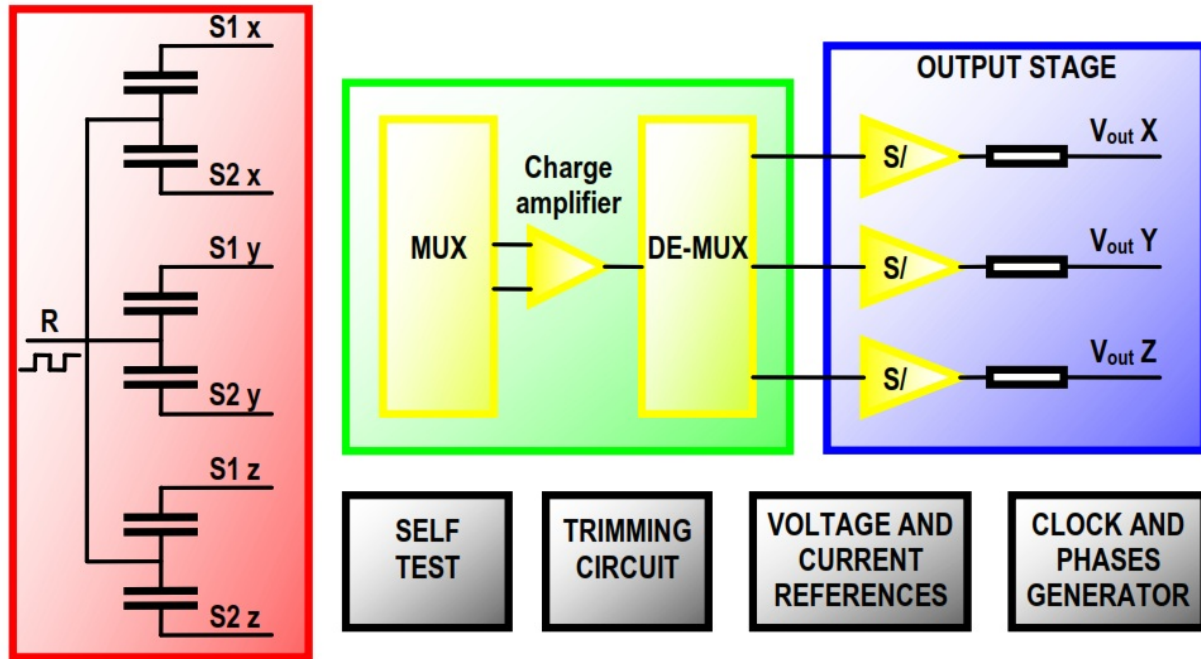 S1 x
S2 x
S1 y
R
S2 y
S1 z
S2 z
MUX
Charge
amplifier
DE-MUX
OUTPUT STAGE
S/
Vout X
S/
Vout Y
S/
Vout Z
SELF
TEST
TRIMMING
CIRCUIT
VOLTAGE AND
CURRENT
REFERENCES
CLOCK AND
PHASES
GENERATOR